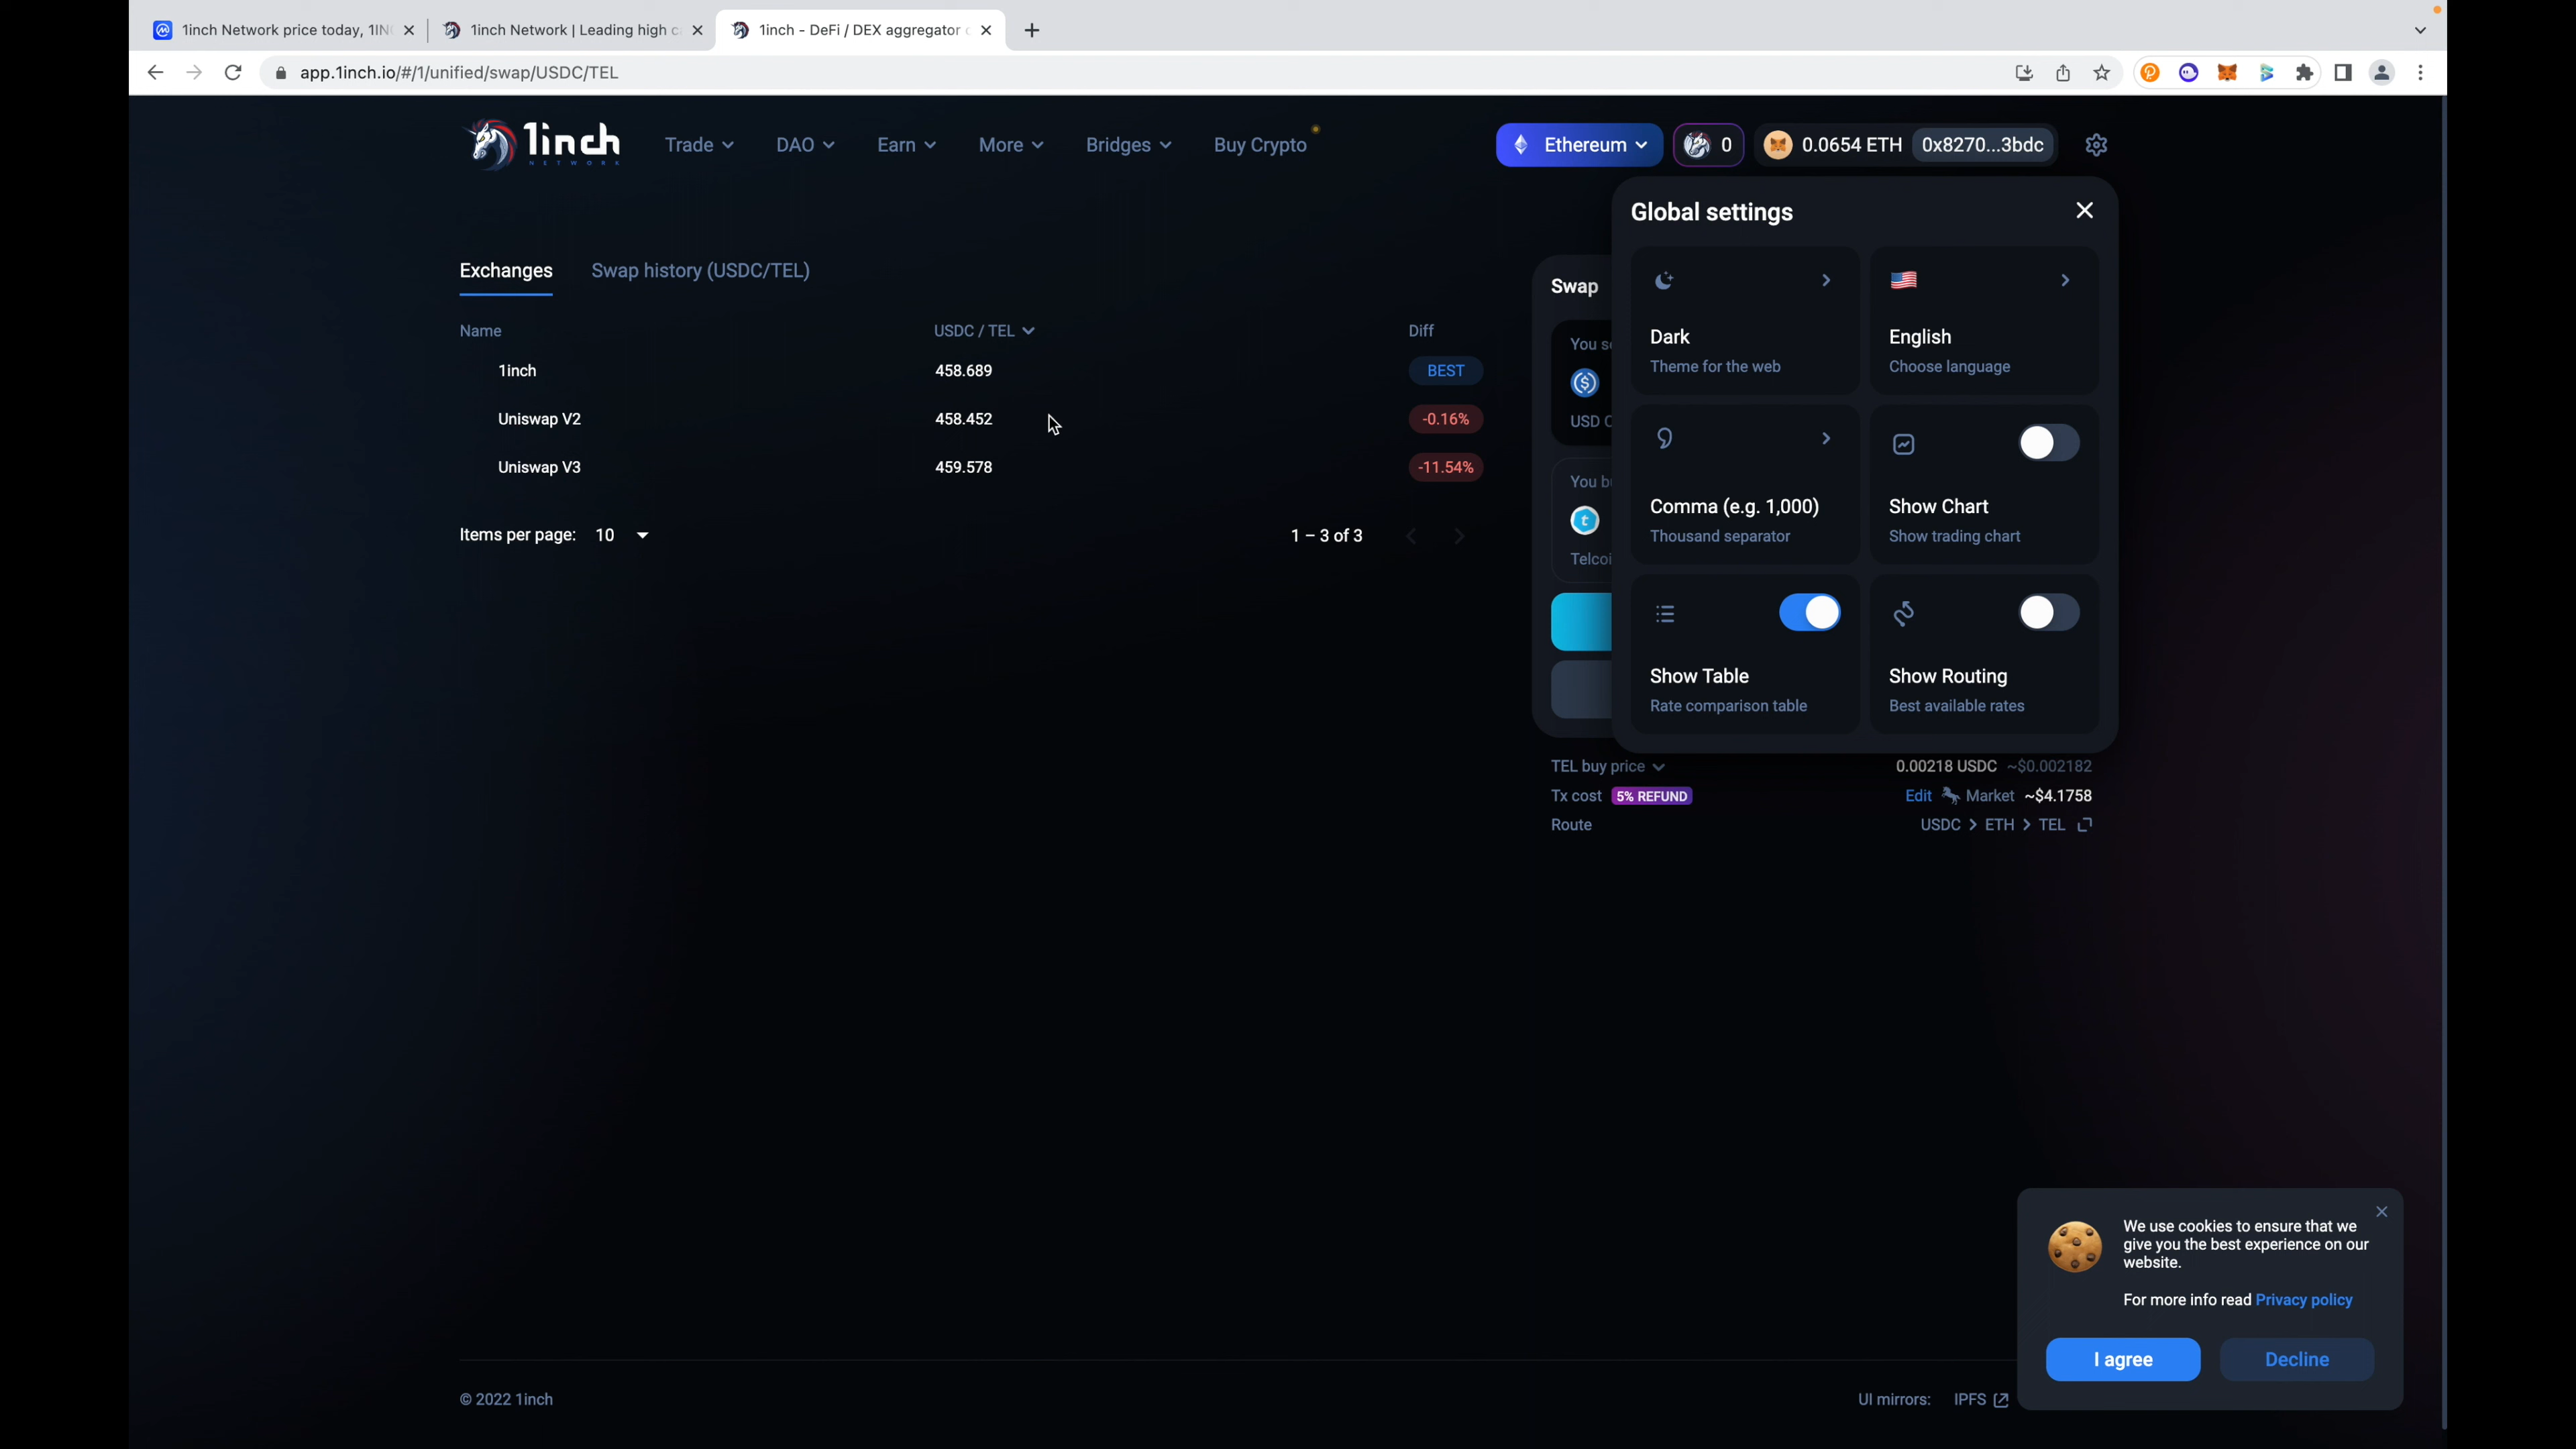 1inch Network price today, 1IN
1inch Network | Leading high c
1inch - DeFi / DEX aggregator
app.1inch.io/#/1/unified/swap/USDC/TEL
1inch
NETWORK
Trade
DAO
Earn
More
Bridges
Buy Crypto
Ethereum
0
0.0654 ETH
0x8270...3bdc
Global settings
Exchanges
Swap history (USDC/TEL)
Name
USDC / TEL
Diff
1inch
458.689
BEST
Uniswap V2
458.452
-0.16%
Uniswap V3
459.578
-11.54%
Items per page:
10
1 – 3 of 3
Swap
You s
USD C
You b
Telcoi
Dark
Theme for the web
English
Choose language
Comma (e.g. 1,000)
Thousand separator
Show Chart
Show trading chart
Show Table
Rate comparison table
Show Routing
Best available rates
TEL buy price
0.00218 USDC ~$0.002182
Tx cost 5% REFUND
Edit Market ~$4.1758
Route
USDC > ETH > TEL
We use cookies to ensure that we
give you the best experience on our
website.
For more info read Privacy policy
I agree
Decline
© 2022 1inch
UI mirrors:
IPFS